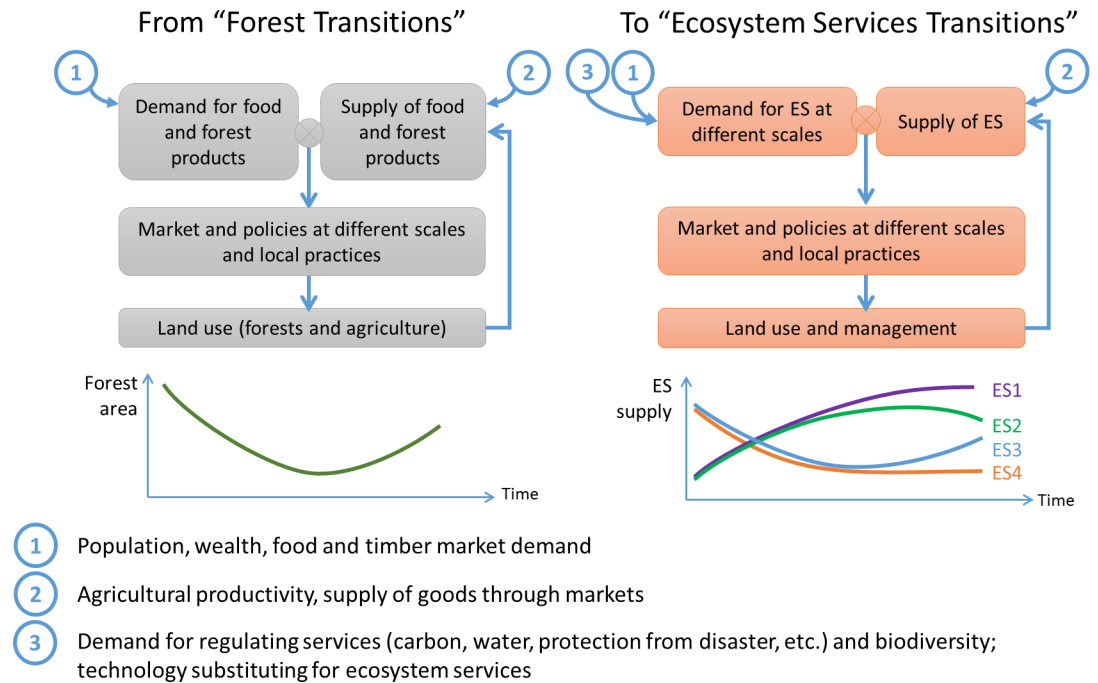 From “Forest Transitions”
1
2
Demand for food
and forest
products
Supply of food
and forest
products
Market and policies at different scales
and local practices
Land use (forests and agriculture)
Forest
area
Time
To “Ecosystem Services Transitions”
3
1
2
Demand for ES at
different scales
Supply of ES
Market and policies at different scales
and local practices
Land use and management
ES
supply
ES1
ES2
ES3
ES4
Time
1
Population, wealth, food and timber market demand
2
Agricultural productivity, supply of goods through markets
3
Demand for regulating services (carbon, water, protection from disaster, etc.) and biodiversity;
technology substituting for ecosystem services